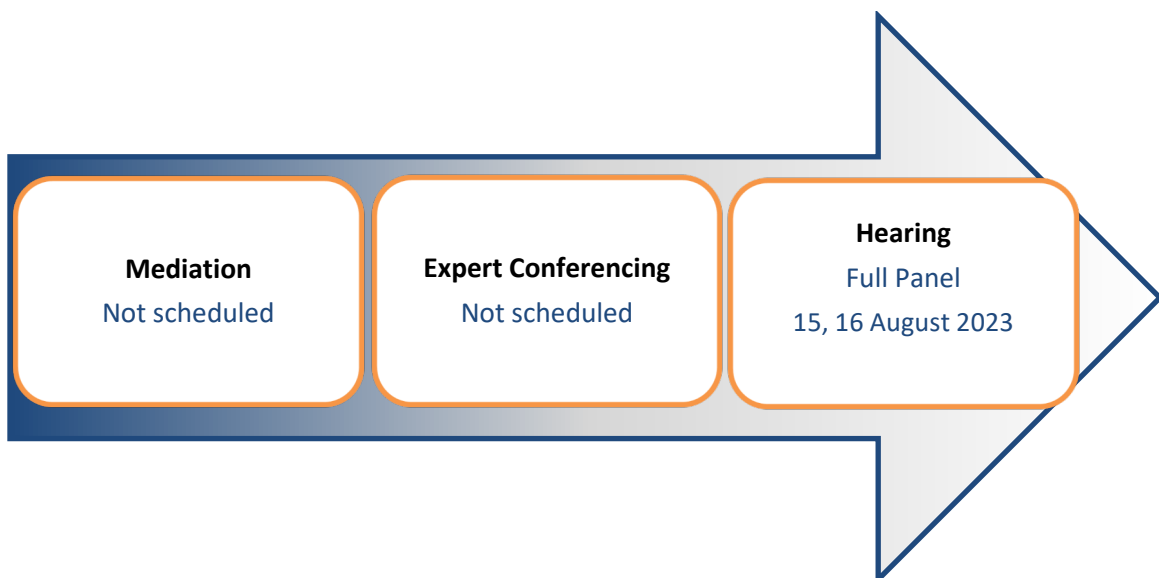 Mediation
Not scheduled
Expert Conferencing
Not scheduled
Hearing
Full Panel
15, 16 August 2023